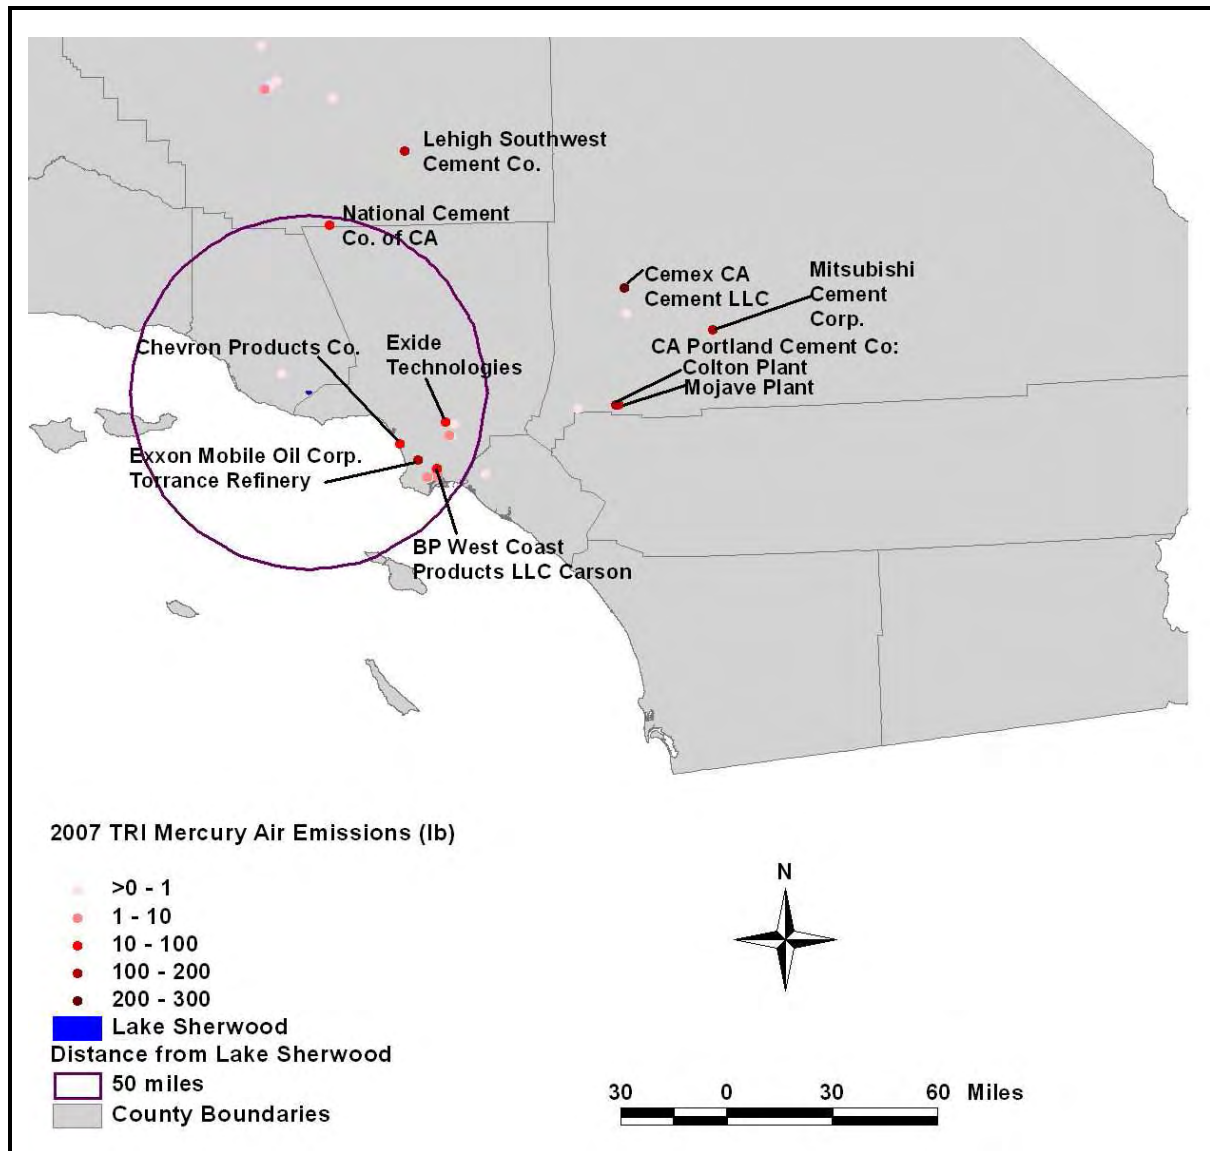 Lehigh Southwest
Cement Co.
National Cement
Co. of CA
Cemex CA
Cement LLC
Mitsubishi
Cement
Corp.
CA Portland Cement Co:
Colton Plant
Mojave Plant
Chevron Products Co.
Exide
Technologies
Exxon Mobile Oil Corp.
Torrance Refinery
BP West Coast
Products LLC Carson
2007 TRI Mercury Air Emissions (lb)
>0 - 1
1 - 10
10 - 100
100 - 200
200 - 300
Lake Sherwood
Distance from Lake Sherwood
50 miles
County Boundaries
N
30 0 30 60 Miles